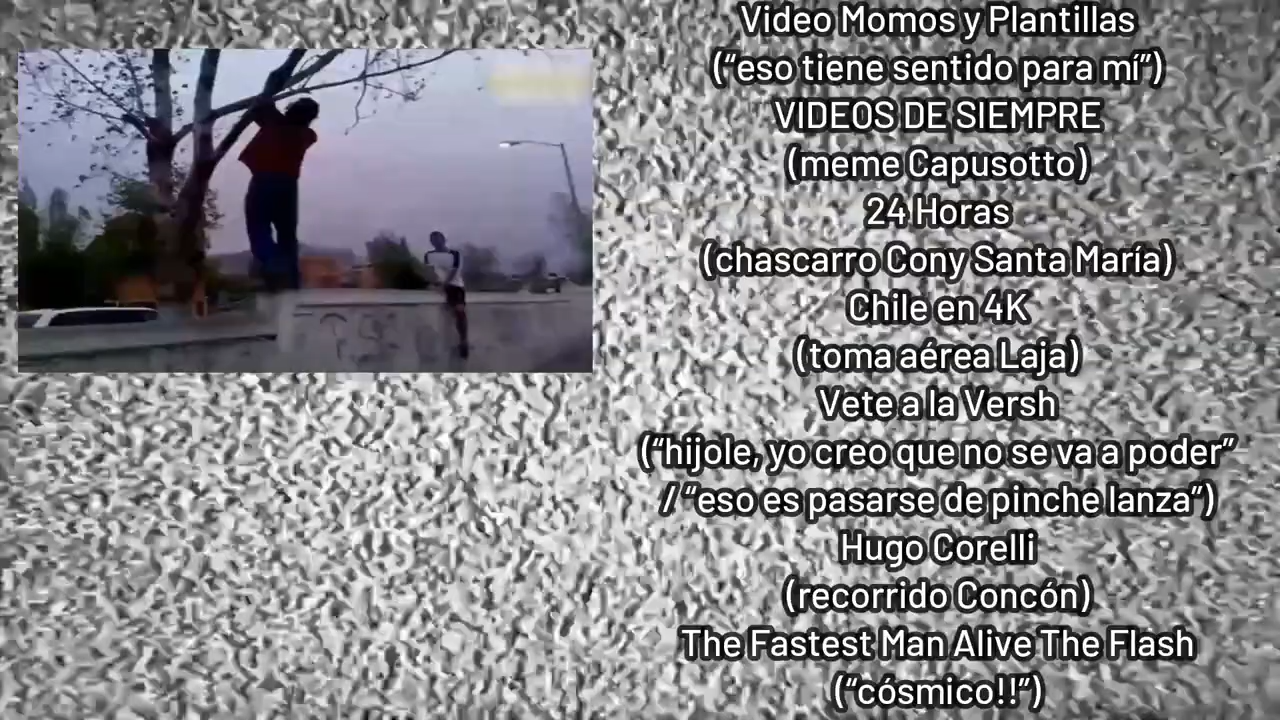 Video Momos y Plantillas
(“eso tiene sentido para mí”)
VIDEOS DE SIEMPRE
(meme Capusotto)
24 Horas
(chascarro Cony Santa María)
Chile en 4K
(toma aérea Laja)
Vete a la Versh
(“hijole, yo creo que no se va a poder”
/ “eso es pasarse de pinche lanza”)
Hugo Corelli
(recorrido Concón)
The Fastest Man Alive The Flash
(“cósmico!!”)